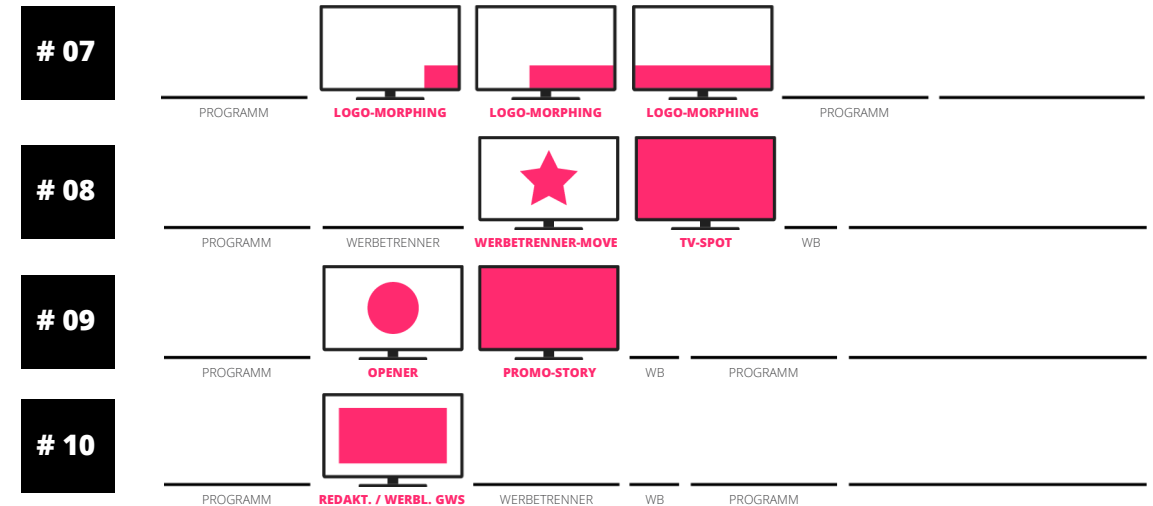 # 07
PROGRAMM LOGO-MORPHING LOGO-MORPHING LOGO-MORPHING PROGRAMM
# 08
PROGRAMM WERBETRENNER WERBETRENNER-MOVE TV-SPOT WB
# 09
PROGRAMM OPENER PROMO-STORY WB PROGRAMM
# 10
PROGRAMM REDAKT. / WERBL. GWS WERBETRENNER WB PROGRAMM